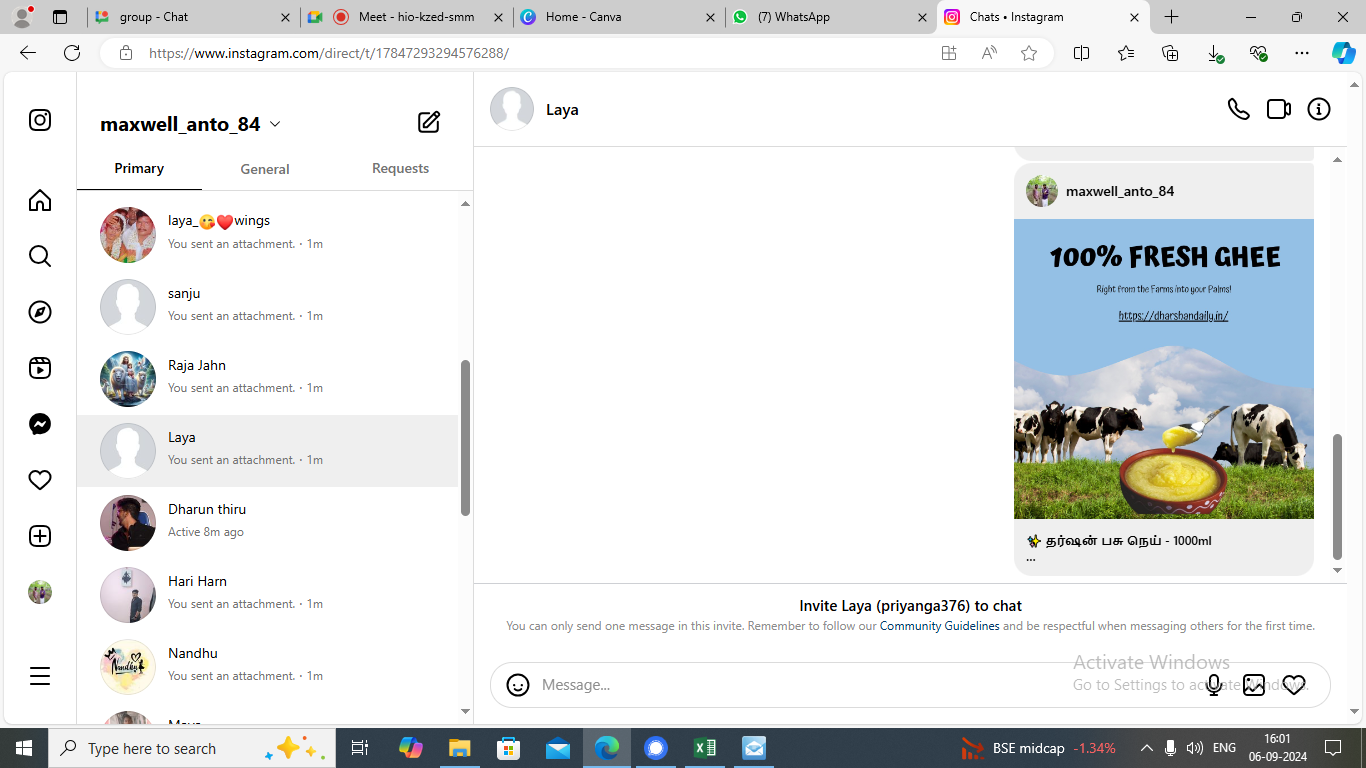 group - Chat
Meet - hio-kzed-smm
Home - Canva
(7) WhatsApp
Chats • Instagram
https://www.instagram.com/direct/t/17847293294576288/
maxwell_anto_84
Primary
General
Requests
laya_😘❤️wings
You sent an attachment. · 1m
sanju
You sent an attachment. · 1m
Raja Jahn
You sent an attachment. · 1m
Laya
You sent an attachment. · 1m
Dharun thiru
Active 8m ago
Hari Harn
You sent an attachment. · 1m
Nandhu
You sent an attachment. · 1m
Laya
maxwell_anto_84
100% FRESH GHEE
Right from the Farms into your Palms!
https://dharshandaily.in/
✨ தர்ஷன் பசு நெய் - 1000ml
...
Invite Laya (priyanga376) to chat
You can only send one message in this invite. Remember to follow our Community Guidelines and be respectful when messaging others for the first time.
Message...
Activate Windows
Go to Settings to activate Windows.
Type here to search
BSE midcap -1.34%
ENG
16:01
06-09-2024